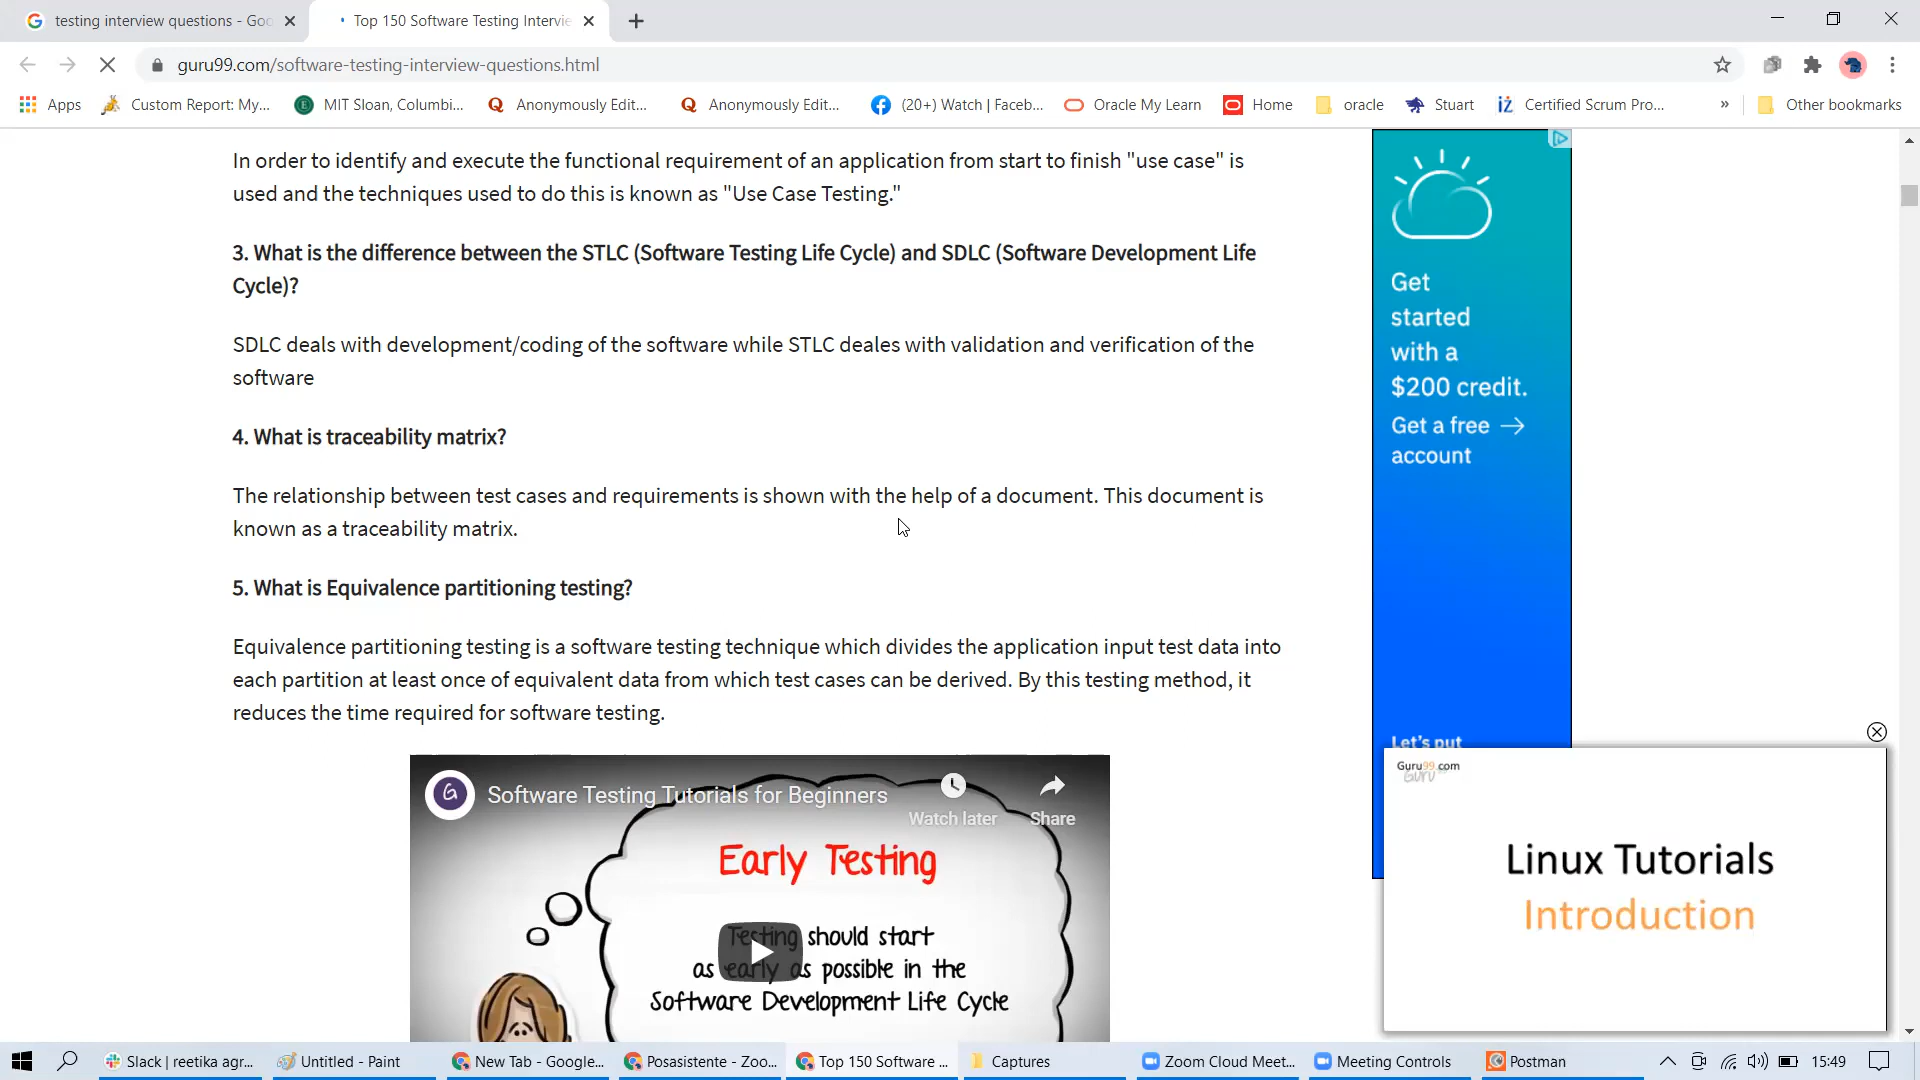 testing interview questions - Goo
Top 150 Software Testing Intervie
guru99.com/software-testing-interview-questions.html
Apps
Custom Report: My...
MIT Sloan, Columbi...
Anonymously Edit...
Anonymously Edit...
(20+) Watch | Faceb...
Oracle My Learn
Home
oracle
Stuart
Certified Scrum Pro...
»
Other bookmarks
In order to identify and execute the functional requirement of an application from start to finish "use case" is
used and the techniques used to do this is known as "Use Case Testing."
3. What is the difference between the STLC (Software Testing Life Cycle) and SDLC (Software Development Life
Cycle)?
SDLC deals with development/coding of the software while STLC deales with validation and verification of the
software
4. What is traceability matrix?
The relationship between test cases and requirements is shown with the help of a document. This document is
known as a traceability matrix.
5. What is Equivalence partitioning testing?
Equivalence partitioning testing is a software testing technique which divides the application input test data into
each partition at least once of equivalent data from which test cases can be derived. By this testing method, it
reduces the time required for software testing.
Software Testing Tutorials for Beginners
Watch later
Share
Early Testing
Testing should start
as early as possible in the
Software Development Life Cycle
Get
started
with a
$200 credit.
Get a free →
account
Let's put
Guru99.com
Guru
Linux Tutorials
Introduction
Slack | reetika agr...
Untitled - Paint
New Tab - Google...
Posasistente - Zoo...
Top 150 Software ...
Captures
Zoom Cloud Meet...
Meeting Controls
Postman
15:49